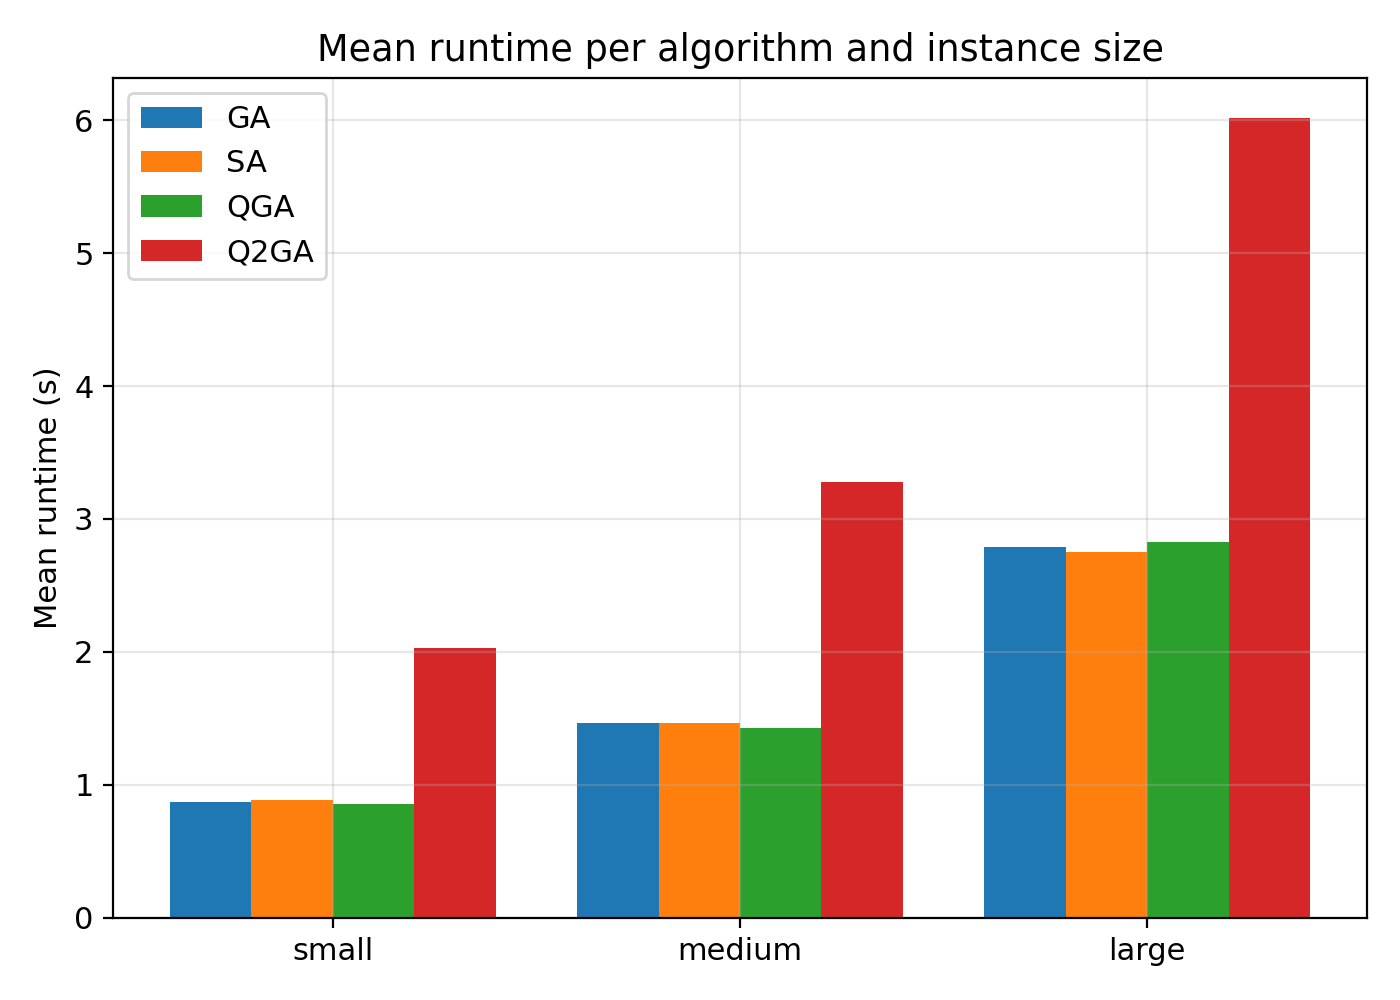 Mean runtime per algorithm and instance size
GA
SA
QGA
Q2GA
Mean runtime (s)
6
5
4
3
2
1
0
small
medium
large